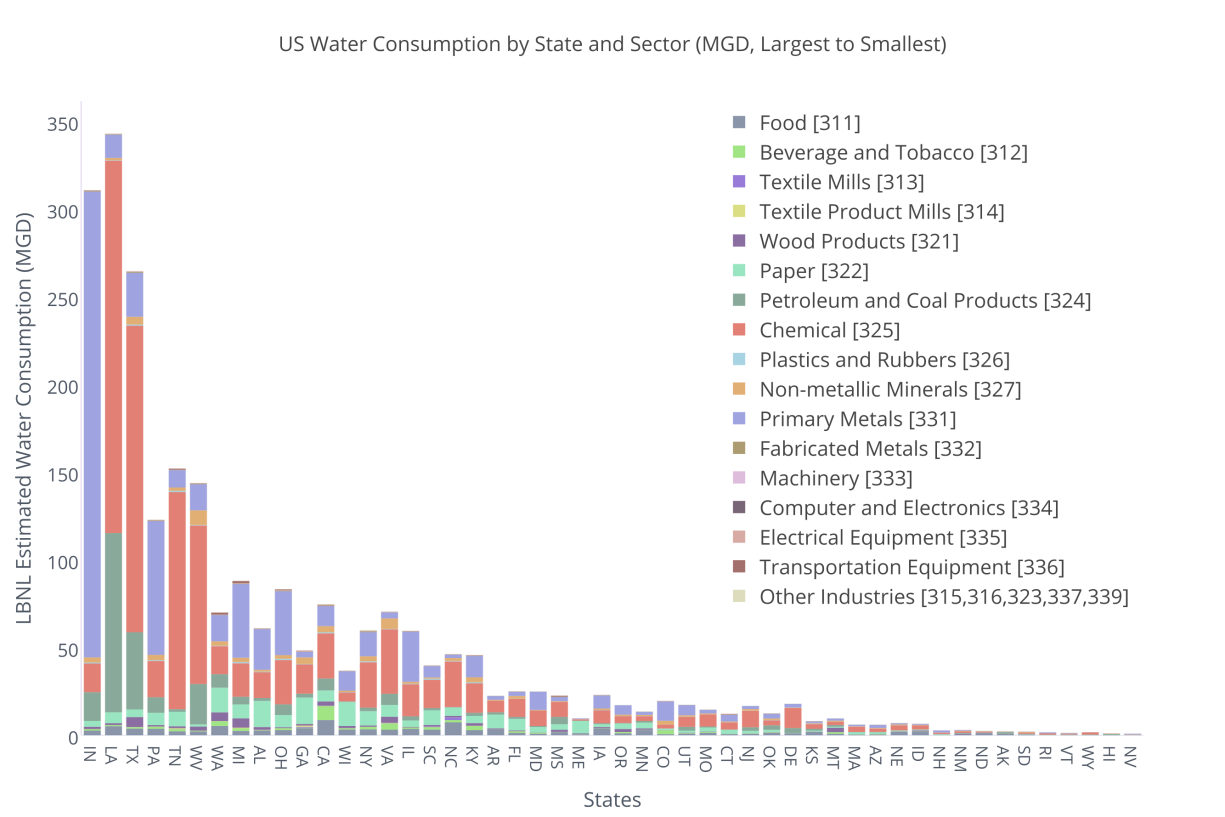 US Water Consumption by State and Sector (MGD, Largest to Smallest)
LBNL Estimated Water Consumption (MGD)
350
300
250
200
150
100
50
0
Food [311]
Beverage and Tobacco [312]
Textile Mills [313]
Textile Product Mills [314]
Wood Products [321]
Paper [322]
Petroleum and Coal Products [324]
Chemical [325]
Plastics and Rubbers [326]
Non-metallic Minerals [327]
Primary Metals [331]
Fabricated Metals [332]
Machinery [333]
Computer and Electronics [334]
Electrical Equipment [335]
Transportation Equipment [336]
Other Industries [315,316,323,337,339]
IN LA TX PA TN WV WA MI AL OH GA CA WI NY VA IL SC NC KY AR FL MD MS ME IA OR MN CO UT MO CT NJ OK DE KS MT MA AZ NE ID NH NM ND AK SD RI VT WY HI NV
States